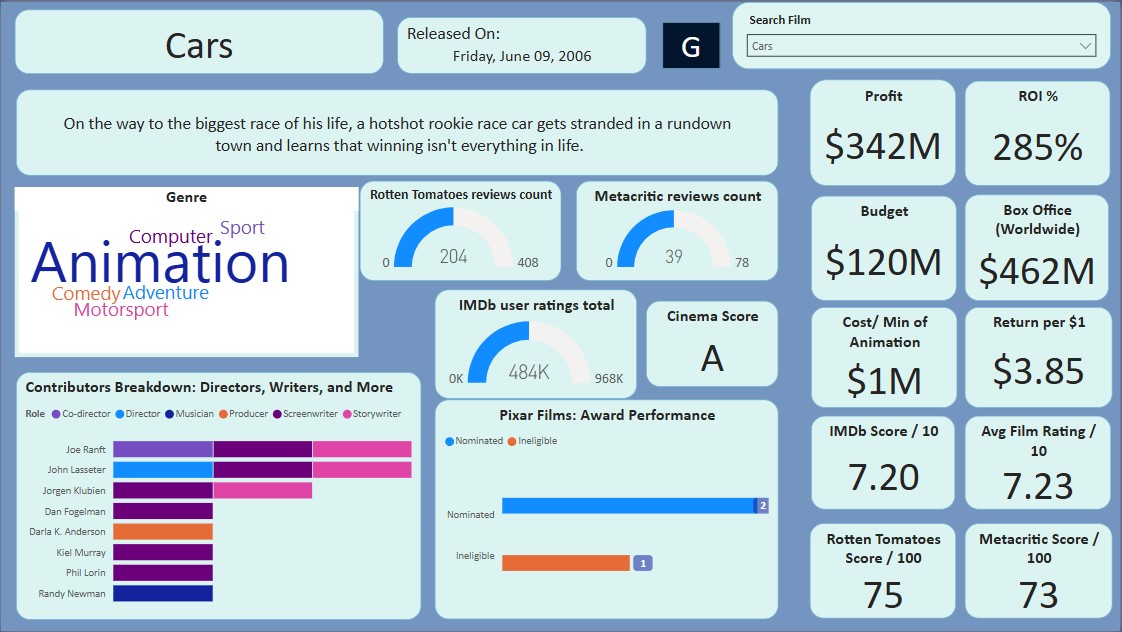 Cars
Released On:
Friday, June 09, 2006
G
Search Film
Cars
On the way to the biggest race of his life, a hotshot rookie race car gets stranded in a rundown
town and learns that winning isn't everything in life.
Profit
$342M
ROI %
285%
Genre
Computer
Sport
Animation
Comedy
Adventure
Motorsport
Rotten Tomatoes reviews count
204
0
408
Metacritic reviews count
39
0
78
Budget
$120M
Box Office
(Worldwide)
$462M
IMDb user ratings total
484K
0K
968K
Cinema Score
A
Cost/ Min of
Animation
$1M
Return per $1
$3.85
Contributors Breakdown: Directors, Writers, and More
Role Co-director Director Musician Producer Screenwriter Storywriter
Joe Ranft
John Lasseter
Jorgen Klubien
Dan Fogelman
Darla K. Anderson
Kiel Murray
Phil Lorin
Randy Newman
Pixar Films: Award Performance
Nominated Ineligible
Nominated
2
Ineligible
1
IMDb Score / 10
7.20
Avg Film Rating /
10
7.23
Rotten Tomatoes
Score / 100
75
Metacritic Score /
100
73